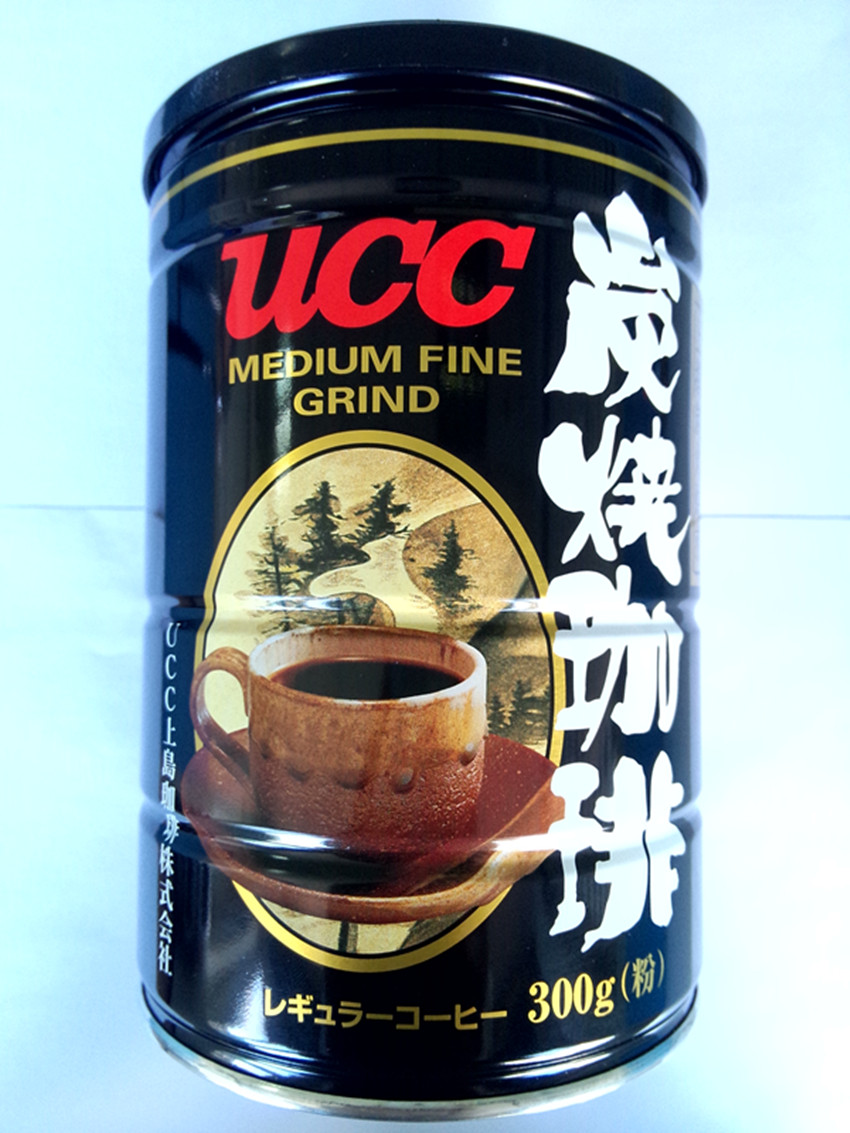 UCC
MEDIUM FINE
GRIND
炭焼珈琲
UCC上島珈琲株式会社
レギュラーコーヒー 300g(粉)